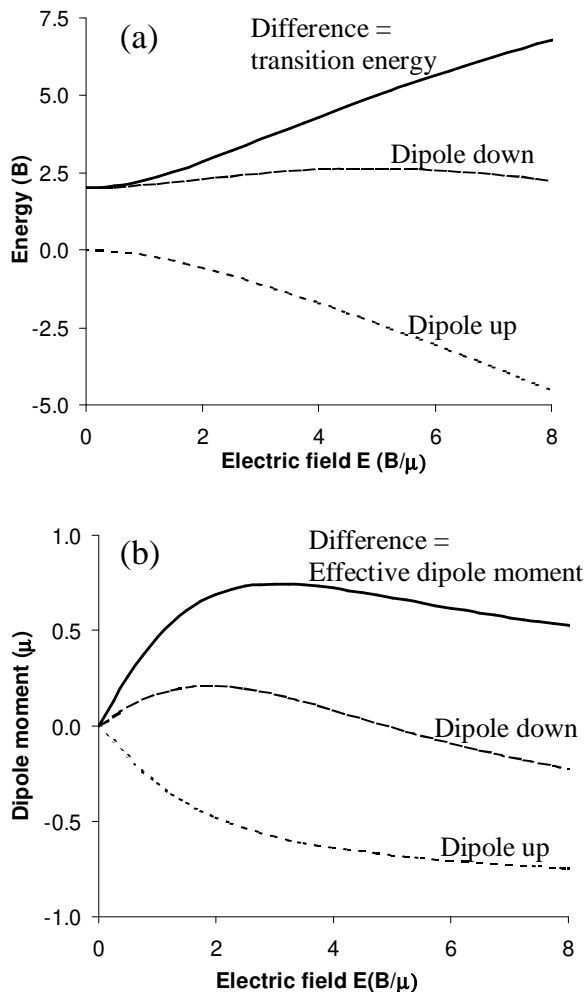 (a)
Difference =
transition energy
Dipole down
Dipole up
Energy (B)
7.5
5.0
2.5
0.0
-2.5
-5.0
0
2
4
6
8
Electric field E (B/μ)
(b)
Difference =
Effective dipole moment
Dipole down
Dipole up
Dipole moment (μ)
1.0
0.5
0.0
-0.5
-1.0
0
2
4
6
8
Electric field E(B/μ)